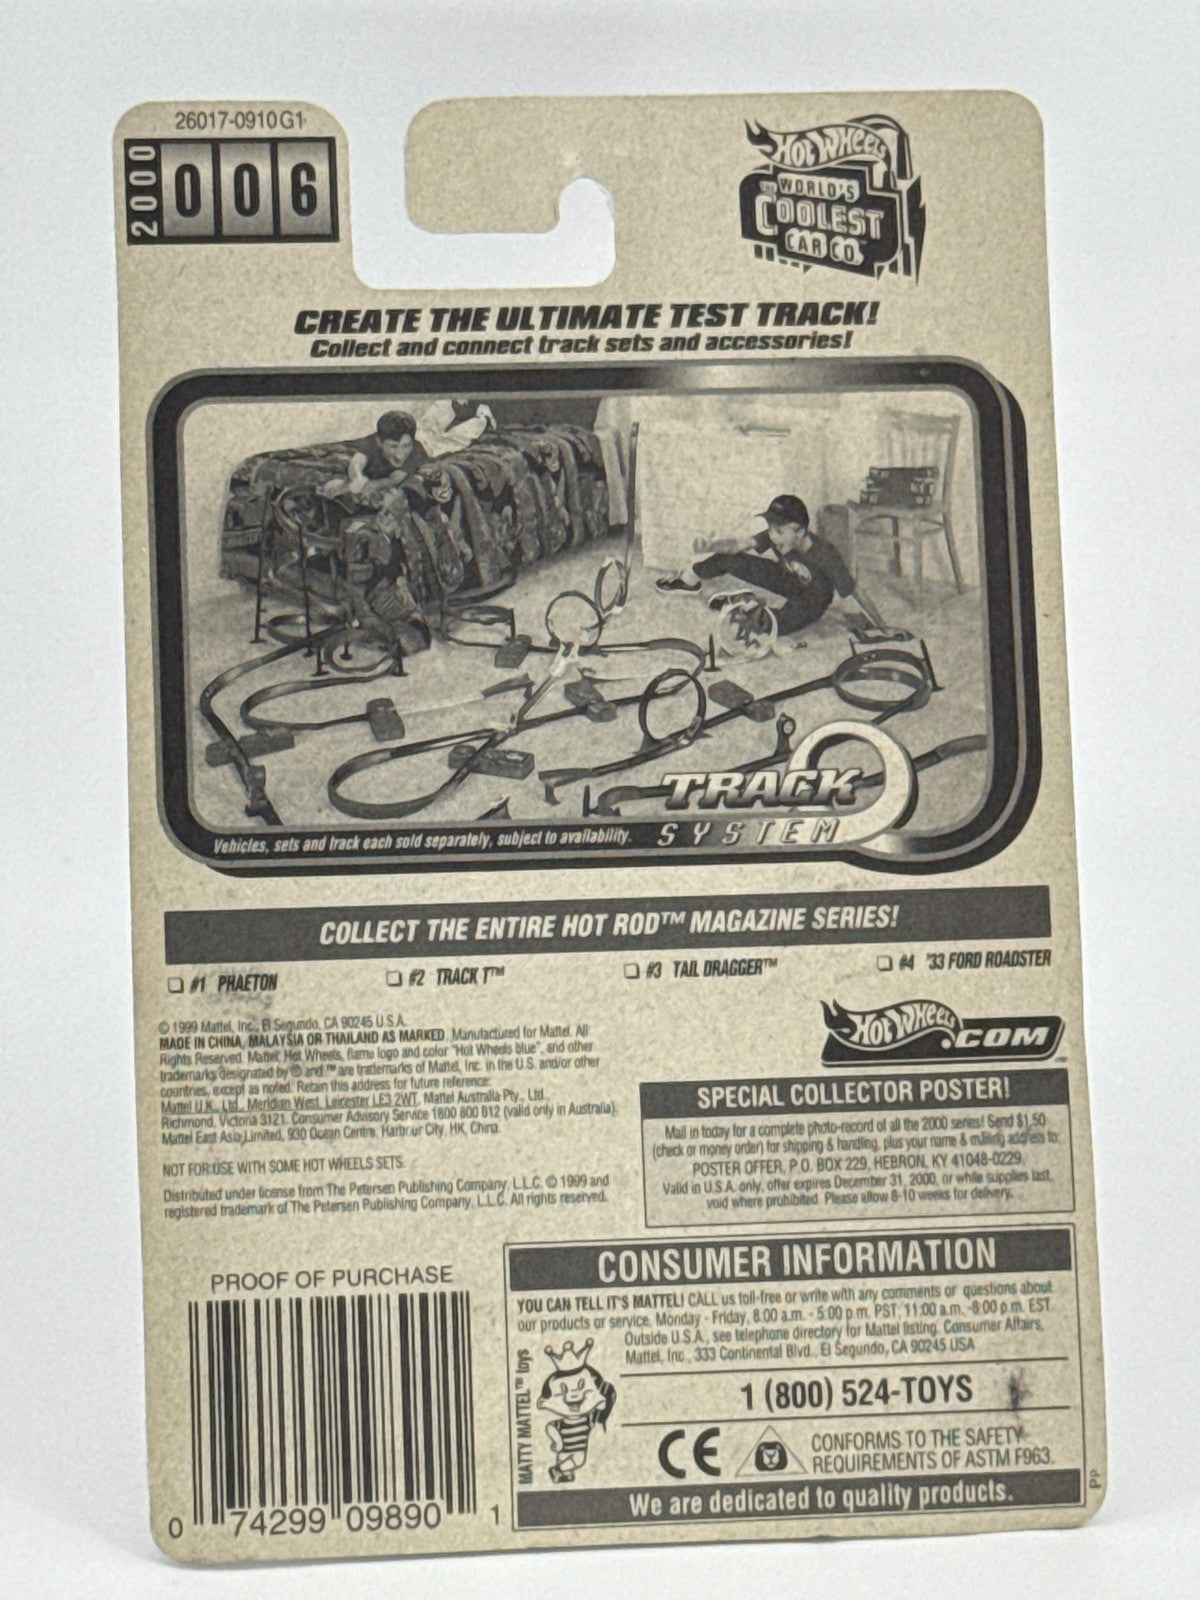 26017-0910G1
2000
006
HOT WHEELS
THE WORLD'S
COOLEST
CAR CO.
CREATE THE ULTIMATE TEST TRACK!
Collect and connect track sets and accessories!
TRACK
SYSTEM
Vehicles, sets and track each sold separately, subject to availability.
COLLECT THE ENTIRE HOT ROD™ MAGAZINE SERIES!
☐ #1 PHAETON ☐ #2 TRACK T™ ☐ #3 TAIL DRAGGER™ ☐ #4 '33 FORD ROADSTER
© 1999 Mattel, Inc., El Segundo, CA 90245 U.S.A.
MADE IN CHINA, MALAYSIA OR THAILAND AS MARKED. Manufactured for Mattel. All
Rights Reserved. Mattel, Hot Wheels, flame logo and color "Hot Wheels blue", and other
trademarks designated by ® and ™ are trademarks of Mattel, Inc. in the U.S. and/or other
countries, except as noted. Retain this address for future reference:
Mattel U.K., Ltd., Meridian West, Leicester LE3 2WT. Mattel Australia Pty., Ltd.,
Richmond, Victoria 3121. Consumer Advisory Service 1800 800 812 (valid only in Australia).
Mattel East Asia Limited, 930 Ocean Centre, Harbour City, HK, China.
NOT FOR USE WITH SOME HOT WHEELS SETS.
Distributed under license from The Petersen Publishing Company, L.L.C. © 1999 and
registered trademark of The Petersen Publishing Company, L.L.C. All rights reserved.
HOT WHEELS.COM™
SPECIAL COLLECTOR POSTER!
Mail in today for a complete photo-record of all the 2000 series! Send $1.50
(check or money order) for shipping & handling, plus your name & mailing address to:
POSTER OFFER, P.O. BOX 229, HEBRON, KY 41048-0229.
Valid in U.S.A. only, offer expires December 31, 2000, or while supplies last,
void where prohibited. Please allow 8-10 weeks for delivery.
PROOF OF PURCHASE
0 74299 09890 1
CONSUMER INFORMATION
YOU CAN TELL IT'S MATTEL! CALL us toll-free or write with any comments or questions about
our products or service, Monday - Friday, 8:00 a.m. - 5:00 p.m. PST, 11:00 a.m. -8:00 p.m. EST.
Outside U.S.A., see telephone directory for Mattel listing. Consumer Affairs,
Mattel, Inc., 333 Continental Blvd., El Segundo, CA 90245 USA
1 (800) 524-TOYS
MATTY MATTEL™ toys
CE
CONFORMS TO THE SAFETY
REQUIREMENTS OF ASTM F963.
We are dedicated to quality products.
PP